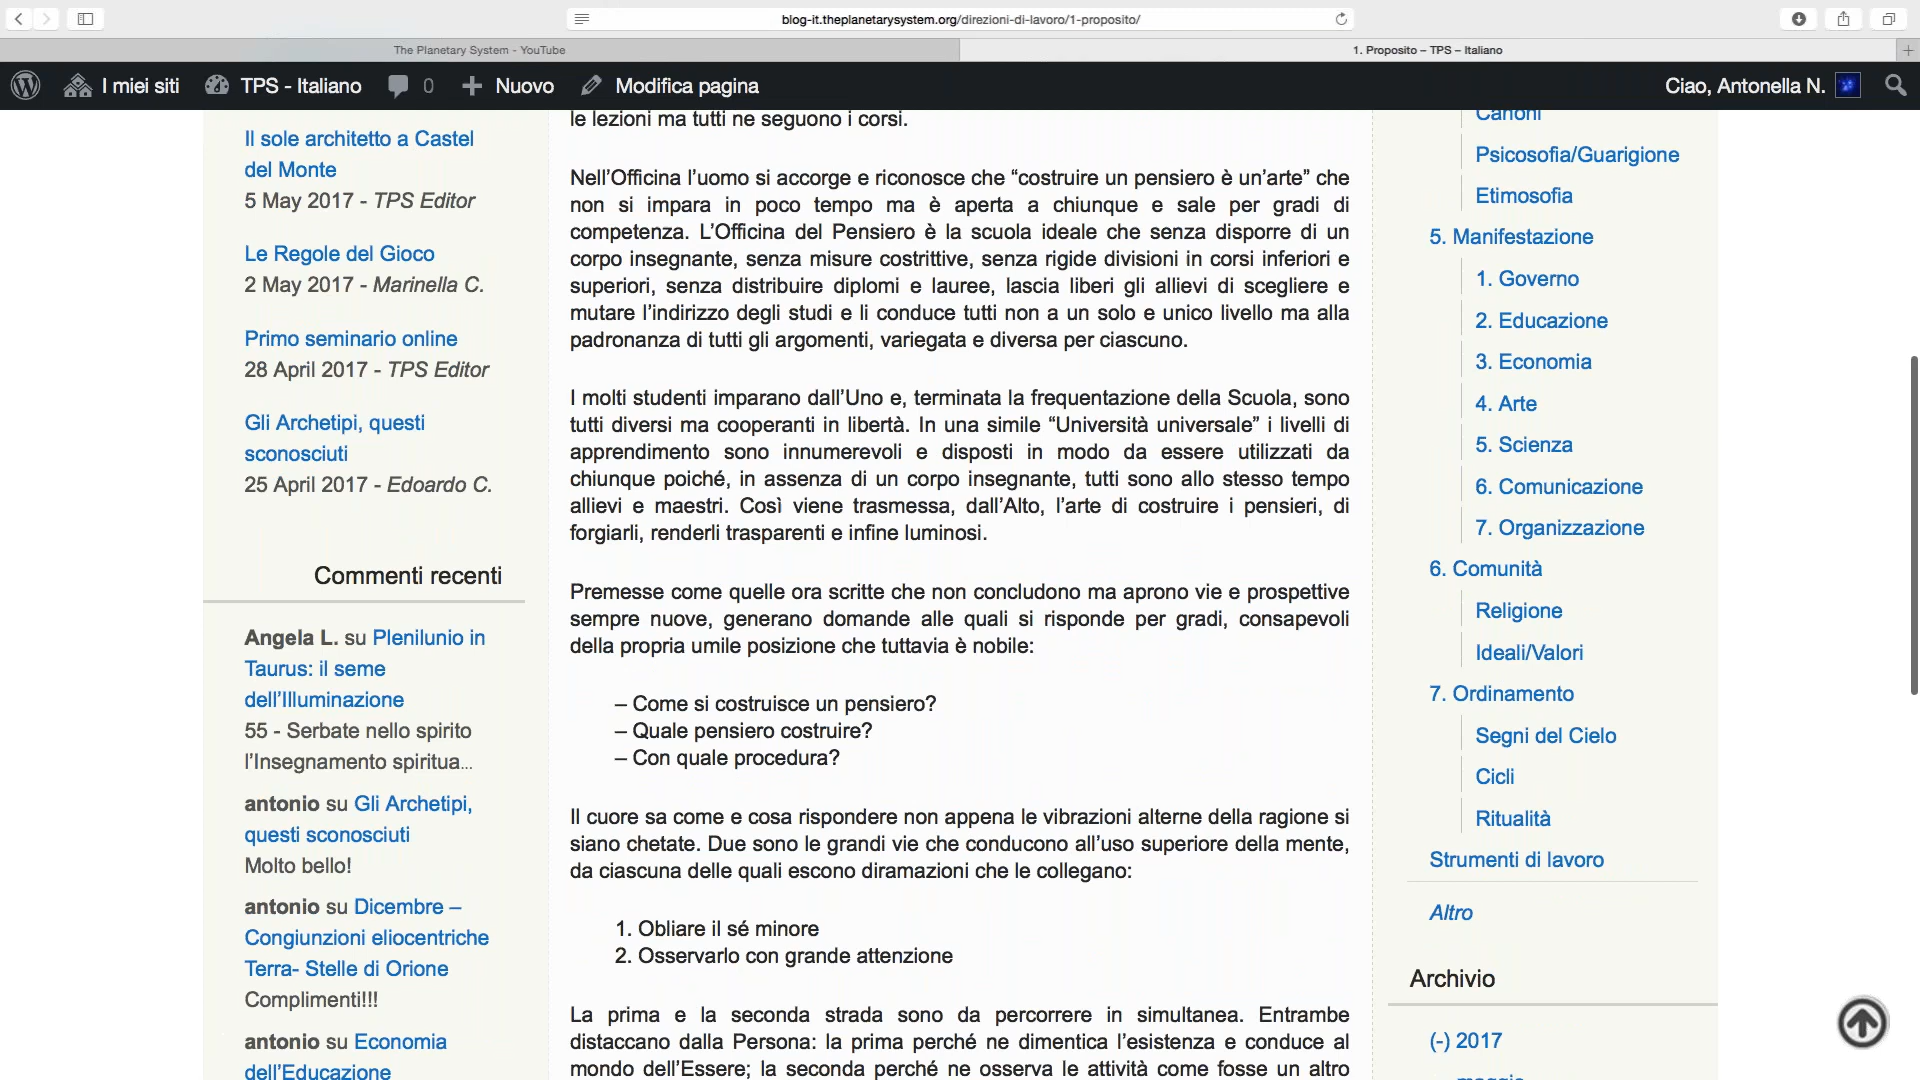 blog-it.theplanetarysystem.org/direzioni-di-lavoro/1-proposito/
The Planetary System - YouTube
1. Proposito – TPS – Italiano
I miei siti
TPS - Italiano
0
Nuovo
Modifica pagina
Ciao, Antonella N.
Il sole architetto a Castel
del Monte
5 May 2017 - TPS Editor
Le Regole del Gioco
2 May 2017 - Marinella C.
Primo seminario online
28 April 2017 - TPS Editor
Gli Archetipi, questi
sconosciuti
25 April 2017 - Edoardo C.
Commenti recenti
Angela L. su Plenilunio in
Taurus: il seme
dell’Illuminazione
55 - Serbate nello spirito
l’Insegnamento spiritua...
antonio su Gli Archetipi,
questi sconosciuti
Molto bello!
antonio su Dicembre –
Congiunzioni eliocentriche
Terra- Stelle di Orione
Complimenti!!!
antonio su Economia
dell’Educazione
le lezioni ma tutti ne seguono i corsi.
Nell’Officina l’uomo si accorge e riconosce che “costruire un pensiero è un’arte” che
non si impara in poco tempo ma è aperta a chiunque e sale per gradi di
competenza. L’Officina del Pensiero è la scuola ideale che senza disporre di un
corpo insegnante, senza misure costrittive, senza rigide divisioni in corsi inferiori e
superiori, senza distribuire diplomi e lauree, lascia liberi gli allievi di scegliere e
mutare l’indirizzo degli studi e li conduce tutti non a un solo e unico livello ma alla
padronanza di tutti gli argomenti, variegata e diversa per ciascuno.
I molti studenti imparano dall’Uno e, terminata la frequentazione della Scuola, sono
tutti diversi ma cooperanti in libertà. In una simile “Università universale” i livelli di
apprendimento sono innumerevoli e disposti in modo da essere utilizzati da
chiunque poiché, in assenza di un corpo insegnante, tutti sono allo stesso tempo
allievi e maestri. Così viene trasmessa, dall’Alto, l’arte di costruire i pensieri, di
forgiarli, renderli trasparenti e infine luminosi.
Premesse come quelle ora scritte che non concludono ma aprono vie e prospettive
sempre nuove, generano domande alle quali si risponde per gradi, consapevoli
della propria umile posizione che tuttavia è nobile:
– Come si costruisce un pensiero?
– Quale pensiero costruire?
– Con quale procedura?
Il cuore sa come e cosa rispondere non appena le vibrazioni alterne della ragione si
siano chetate. Due sono le grandi vie che conducono all’uso superiore della mente,
da ciascuna delle quali escono diramazioni che le collegano:
1. Obliare il sé minore
2. Osservarlo con grande attenzione
La prima e la seconda strada sono da percorrere in simultanea. Entrambe
distaccano dalla Persona: la prima perché ne dimentica l’esistenza e conduce al
mondo dell’Essere; la seconda perché ne osserva le attività come fosse un altro
Canoni
Psicosofia/Guarigione
Etimosofia
5. Manifestazione
1. Governo
2. Educazione
3. Economia
4. Arte
5. Scienza
6. Comunicazione
7. Organizzazione
6. Comunità
Religione
Ideali/Valori
7. Ordinamento
Segni del Cielo
Cicli
Ritualità
Strumenti di lavoro
Altro
Archivio
(-) 2017
maggio